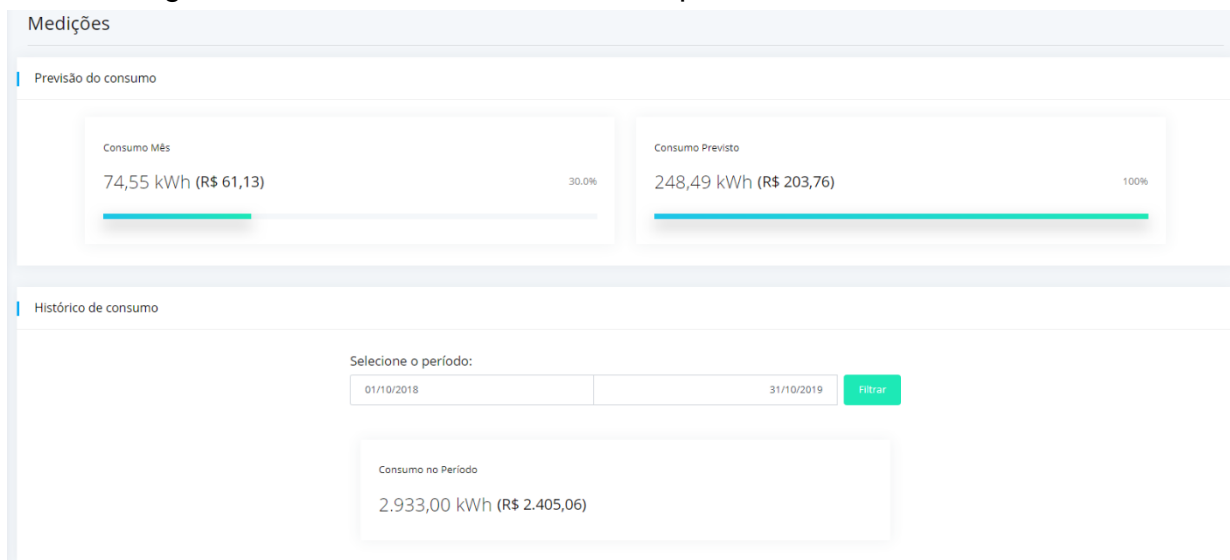 Medições
Previsão do consumo
Consumo Mês
74,55 kWh (R$ 61,13)
30.0%
Consumo Previsto
248,49 kWh (R$ 203,76)
100%
Histórico de consumo
Selecione o período:
01/10/2018
31/10/2019
Filtrar
Consumo no Período
2.933,00 kWh (R$ 2.405,06)